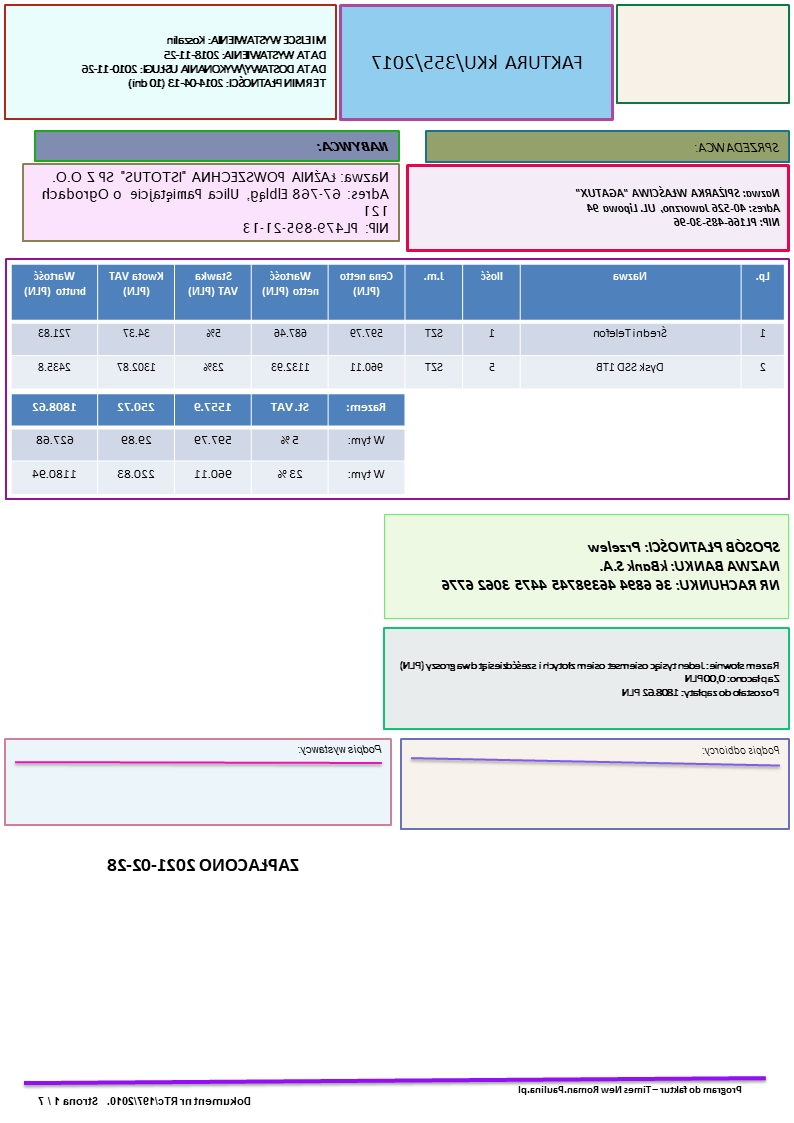 FAKTURA kKU/355/2017
MIEJSCE WYSTAWIENIA: Koszalin
DATA WYSTAWIENIA: 2018-11-25
DATA DOSTAWY/WYKONANIA USŁUGI: 2010-11-26
TERMIN PŁATNOŚCI: 2014-04-13 (10 dni)
SPRZEDAWCA:
Nazwa: SPIŻARKA WŁAŚCIWA "AGATUX"
Adres: 40-526 Jaworzno, UL. Lipowa 94
NIP: PL166-485-30-96
NABYWCA:
Nazwa: ŁAŹNIA POWSZECHNA "ISTOTUS" SP Z O.O.
Adres: 67-768 Elbląg, Ulica Pamiętajcie o Ogrodach
121
NIP: PL479-895-21-13
Lp. Nazwa Ilość J.m. Cena netto (PLN) Wartość netto (PLN) Stawka VAT (PLN) Kwota VAT (PLN) Wartość brutto (PLN)
1 Średni Telefon 1 SZT 597.79 687.46 5% 34.37 721.83
2 Dysk SSD 1TB 5 SZT 960.11 1132.93 23% 1302.87 2435.8
Razem: St. VAT 1557.9 250.72 1808.62
W tym: 5 % 597.79 29.89 627.68
W tym: 23 % 960.11 220.83 1180.94
SPOSÓB PŁATNOŚCI: Przelew
NAZWA BANKU: kBank S.A.
NR RACHUNKU: 36 6894 46398745 4475 3062 6776
Razem słownie: Jeden tysiąc osiemset osiem złotych i sześćdziesiąt dwa groszy (PLN)
Zapłacono: 0,00 PLN
Pozostało do zapłaty: 1808.62 PLN
Podpis odbiorcy:
Podpis wystawcy:
ZAPŁACONO 2021-02-28
Program do faktur – Times New Roman.Paulina.pl
Dokument nr nr RTc/197/2010. Strona 1 / 7